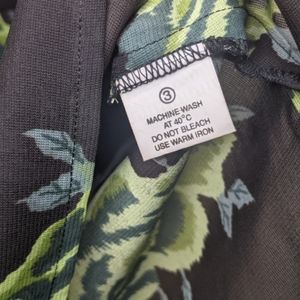 3
MACHINE WASH
AT 40°C
DO NOT BLEACH
USE WARM IRON